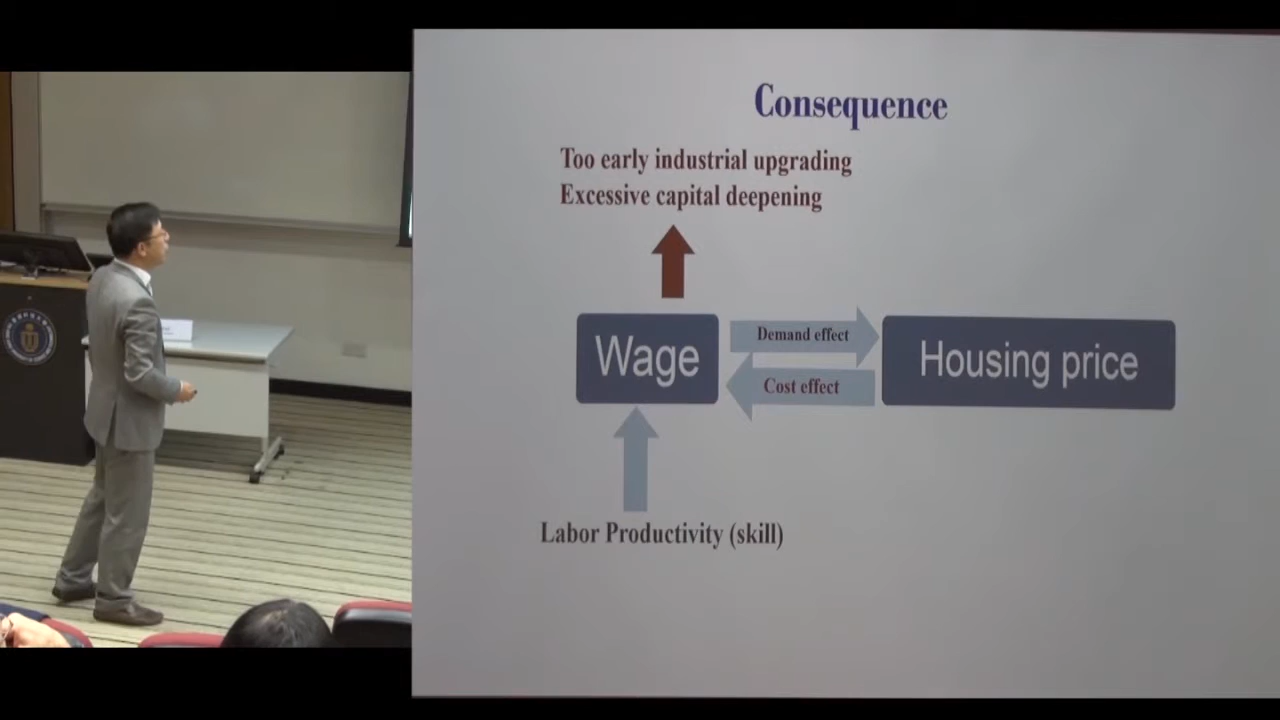 Consequence
Too early industrial upgrading
Excessive capital deepening
Wage
Demand effect
Cost effect
Housing price
Labor Productivity (skill)